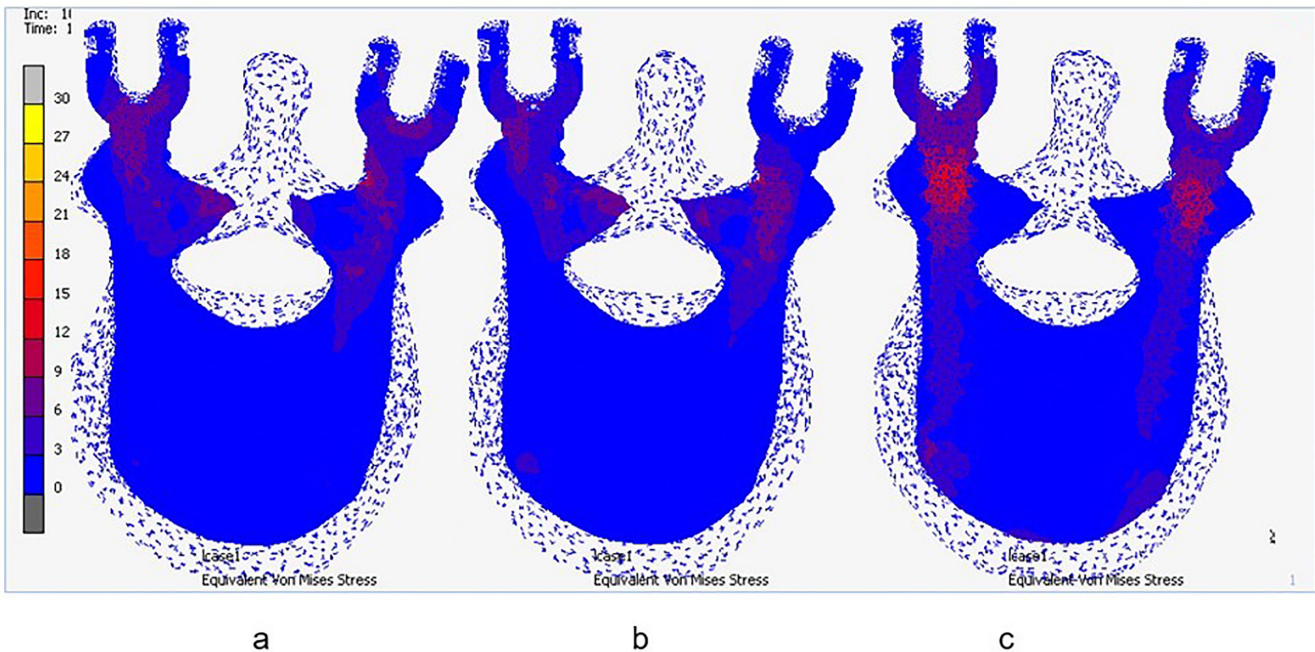 Inc: 1
Time: 1
30
27
24
21
18
15
12
9
6
3
0
lcase1
Equivalent Von Mises Stress
lcase1
Equivalent Von Mises Stress
lcase1
Equivalent Von Mises Stress
1
a
b
c